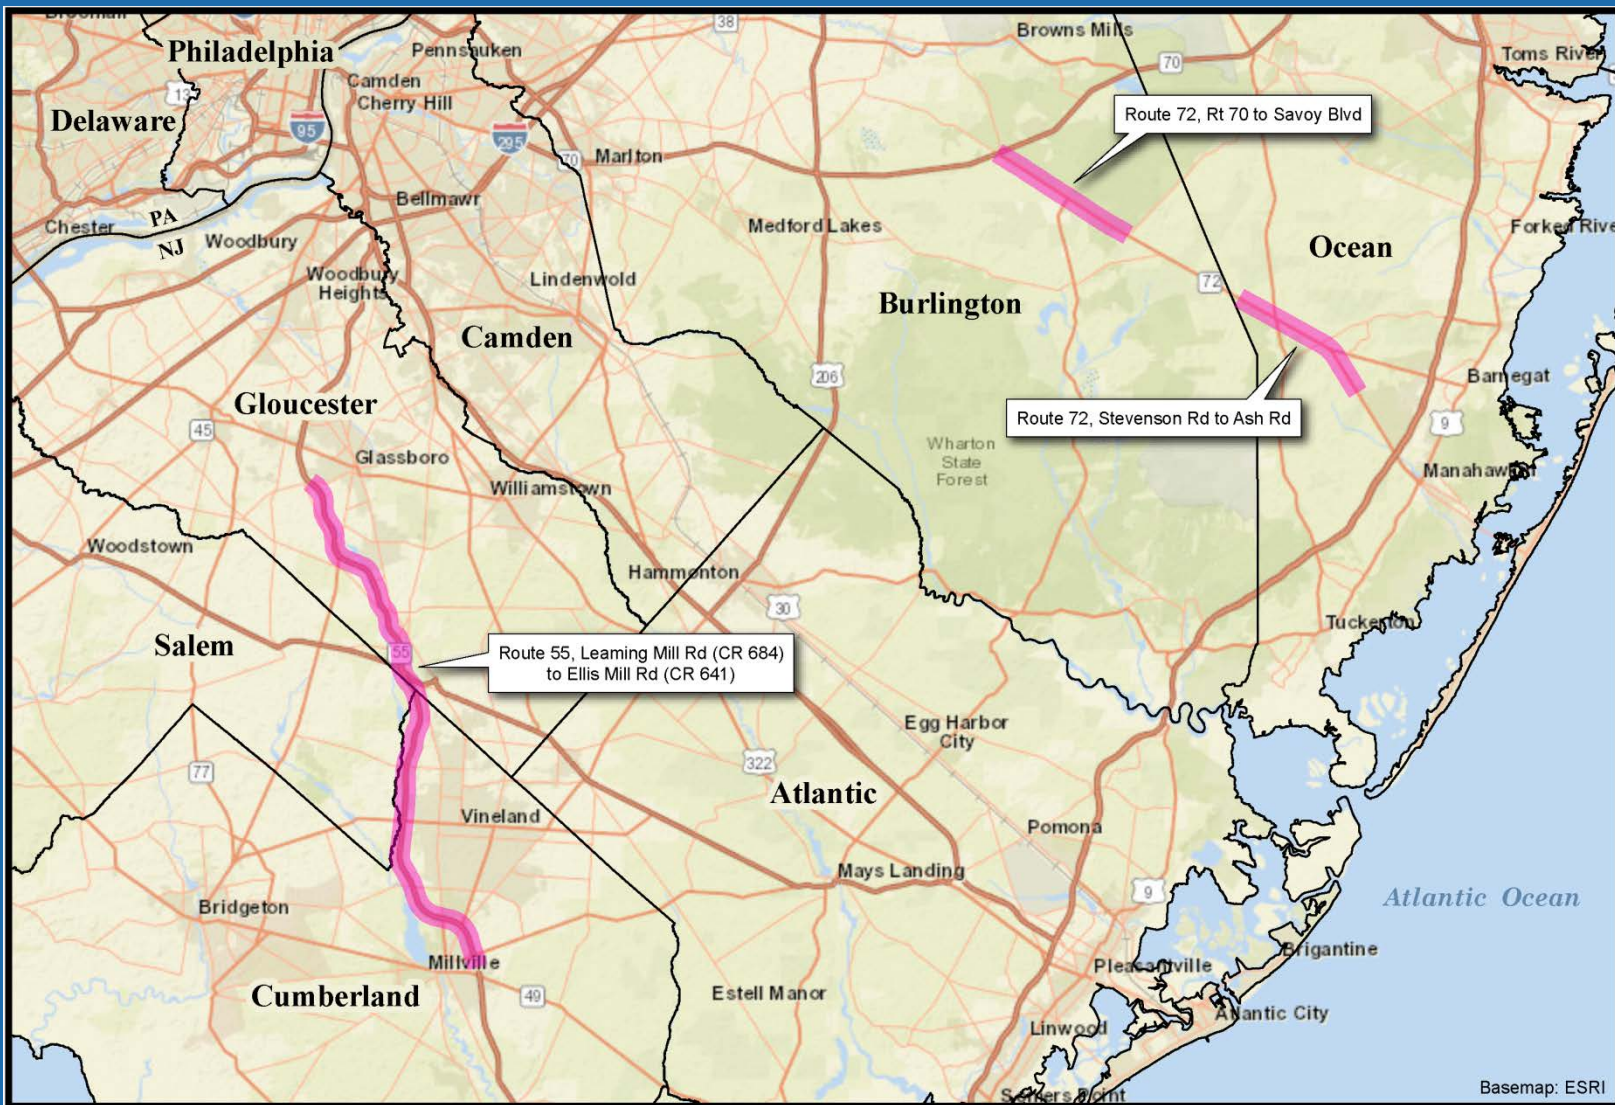 Philadelphia
Pennsauken
38
Browns Mills
70
Camden
Cherry Hill
13
Delaware
95
295
70
Marlton
Route 72, Rt 70 to Savoy Blvd
Bellmawr
Chester
PA
NJ
Woodbury
Medford Lakes
Woodbury
Heights
Lindenwold
Burlington
Ocean
72
Camden
206
Gloucester
45
Glassboro
Barnegat
Route 72, Stevenson Rd to Ash Rd
9
Wharton
State
Forest
Williamstown
Woodstown
Hammonton
30
Salem
55
Route 55, Leaming Mill Rd (CR 684)
to Ellis Mill Rd (CR 641)
Tuckerton
Egg Harbor
City
322
77
Atlantic
Vineland
Pomona
Mays Landing
9
Atlantic Ocean
Bridgeton
Brigantine
Millville
Pleasantville
Cumberland
49
Estell Manor
Atlantic City
Linwood
Somers Point
Basemap: ESRI